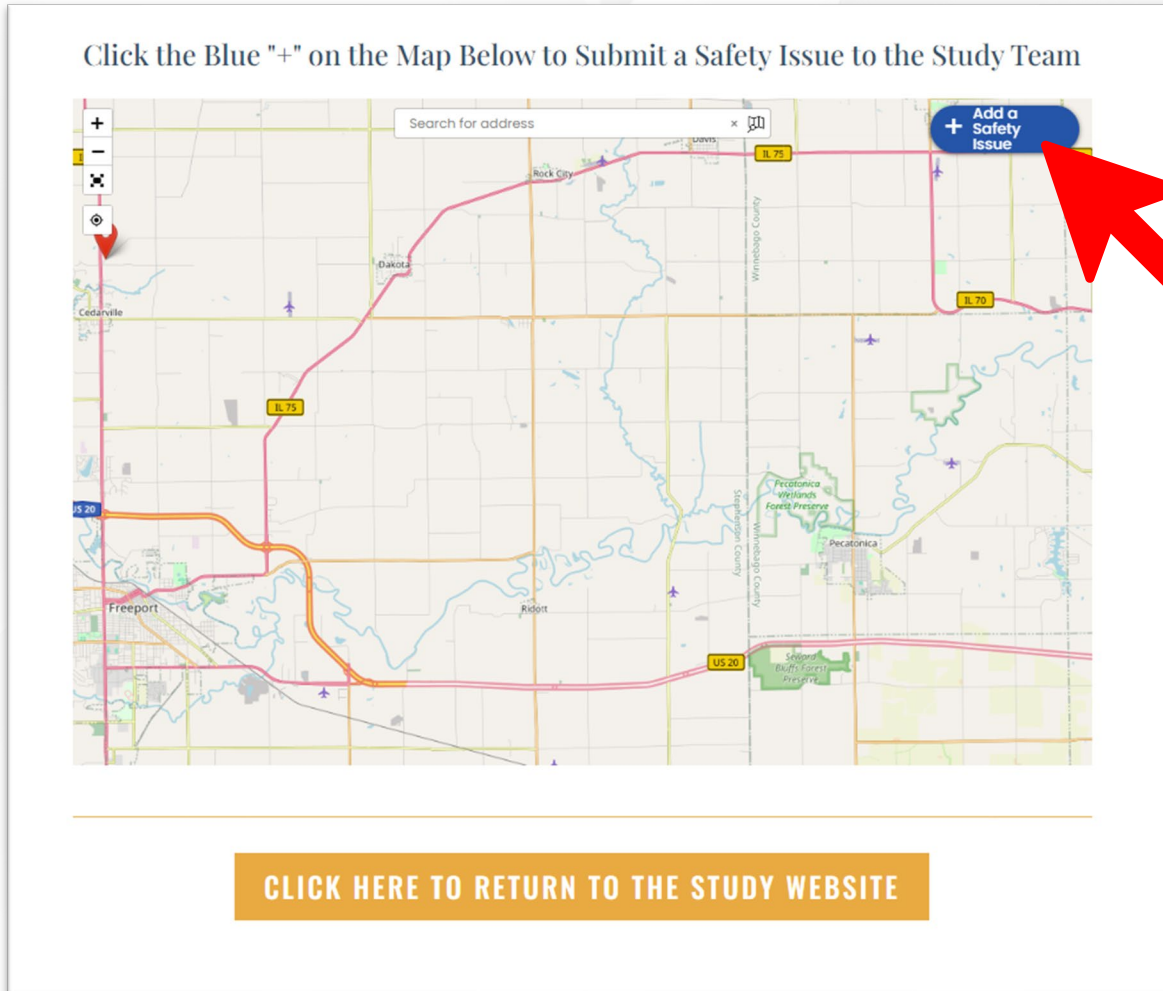 Click the Blue "+" on the Map Below to Submit a Safety Issue to the Study Team
+
−
Search for address
×
+ Add a
Safety
Issue
Davis
IL 75
Rock City
Winnebago County
Dakota
IL 70
Cedarville
IL 75
Pecatonica
Wetlands
Forest Preserve
US 20
Stephenson County
Winnebago County
Pecatonica
Freeport
Ridott
US 20
Seward
Bluffs Forest
Preserve
CLICK HERE TO RETURN TO THE STUDY WEBSITE